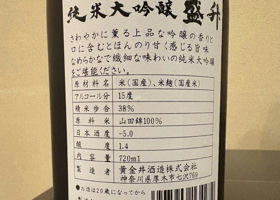 純米大吟醸 盛升
さわやかに薫る上品な吟醸の香りと
口に含むとほんのり甘く感じる旨味
なめらかで繊細な味わいの純米大吟醸
をご堪能ください。
原材料名 米(国産)、米麹(国産米)
アルコール分 15度
精米歩合 38%
原料米 山田錦100%
日本酒度 -5.0
酸度 1.4
内容量 720ml
製造者 黄金井酒造株式会社
神奈川県厚木市七沢769
●お酒は20歳になってから